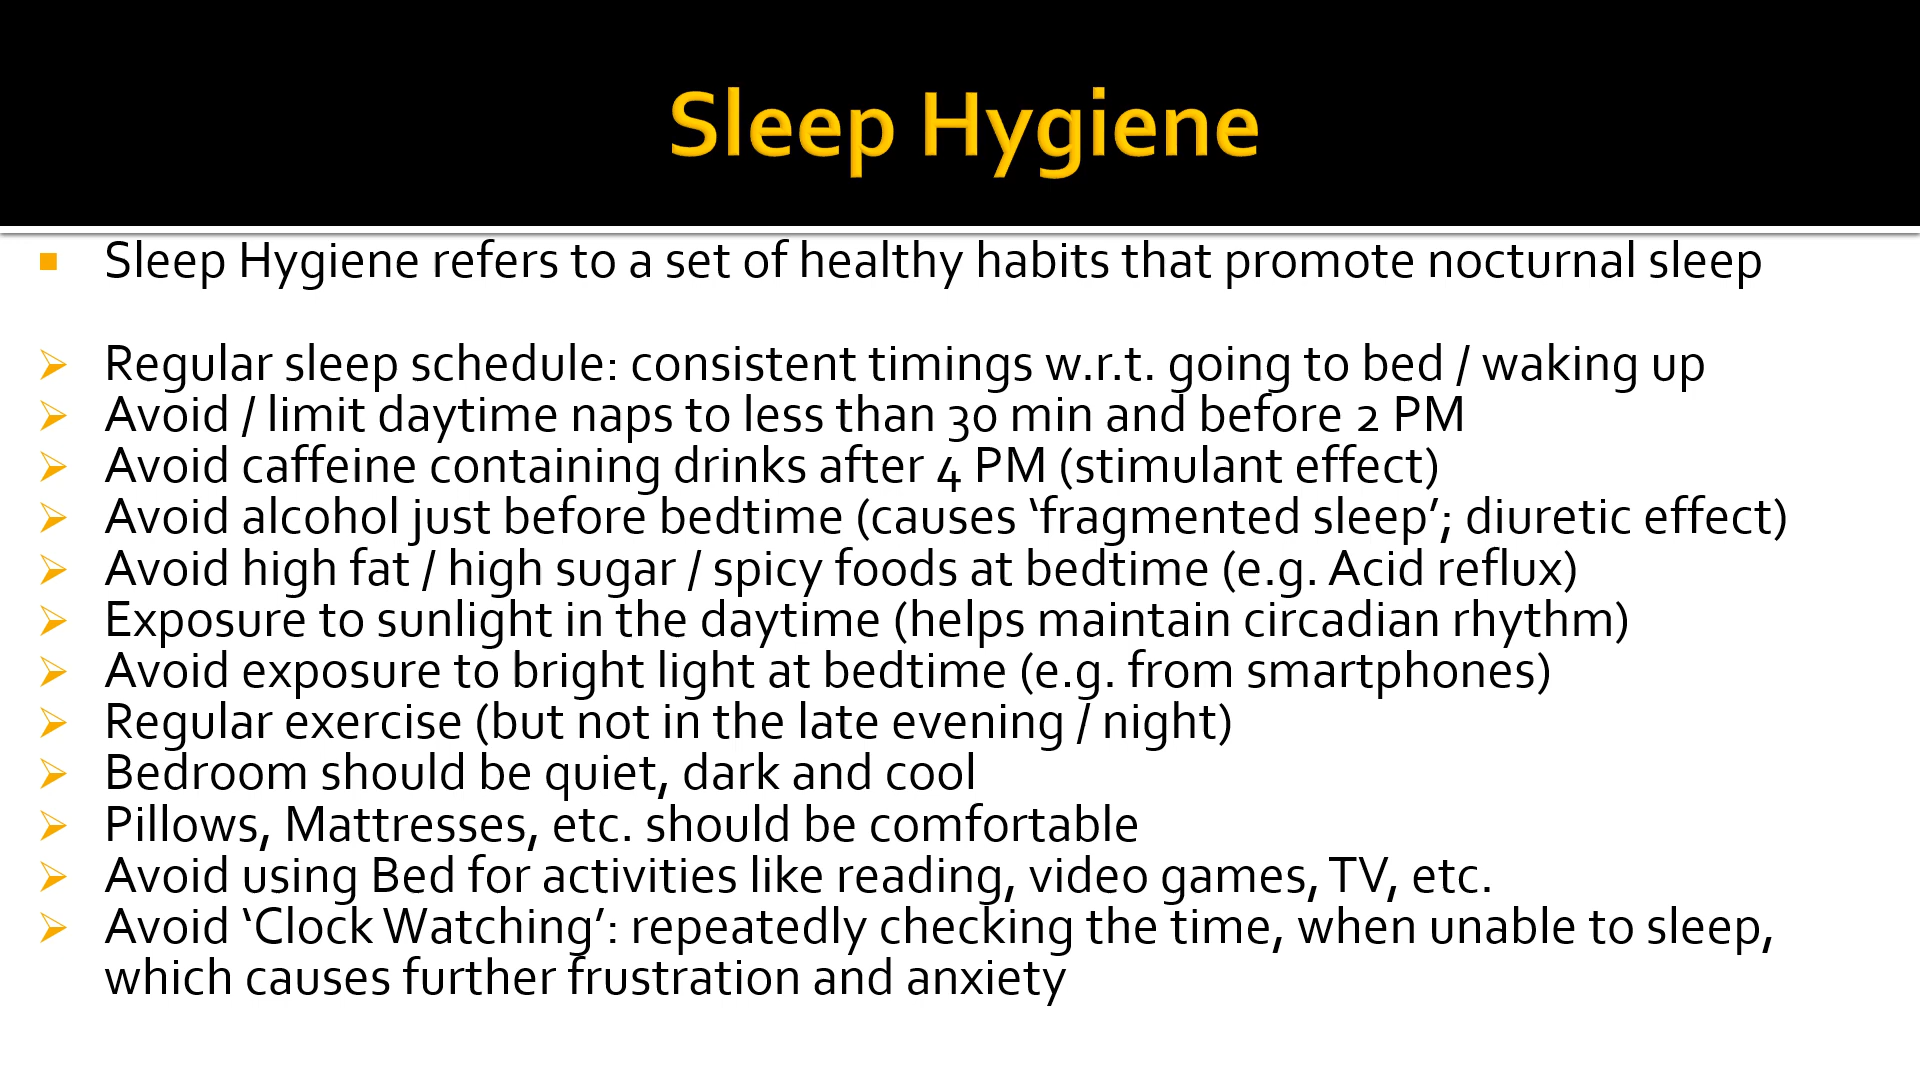 Sleep Hygiene
Sleep Hygiene refers to a set of healthy habits that promote nocturnal sleep
Regular sleep schedule: consistent timings w.r.t. going to bed / waking up
Avoid / limit daytime naps to less than 30 min and before 2 PM
Avoid caffeine containing drinks after 4 PM (stimulant effect)
Avoid alcohol just before bedtime (causes ‘fragmented sleep’; diuretic effect)
Avoid high fat / high sugar / spicy foods at bedtime (e.g. Acid reflux)
Exposure to sunlight in the daytime (helps maintain circadian rhythm)
Avoid exposure to bright light at bedtime (e.g. from smartphones)
Regular exercise (but not in the late evening / night)
Bedroom should be quiet, dark and cool
Pillows, Mattresses, etc. should be comfortable
Avoid using Bed for activities like reading, video games, TV, etc.
Avoid ‘Clock Watching’: repeatedly checking the time, when unable to sleep,
which causes further frustration and anxiety